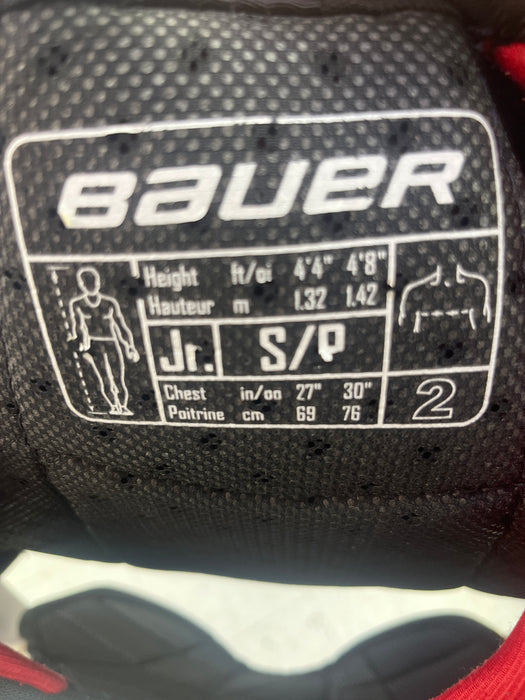 BAUER
Height ft/pi 4'4" 4'8"
Hauteur m 1.32 1.42
Jr. S/P
Chest in/po 27" 30"
Poitrine cm 69 76
2